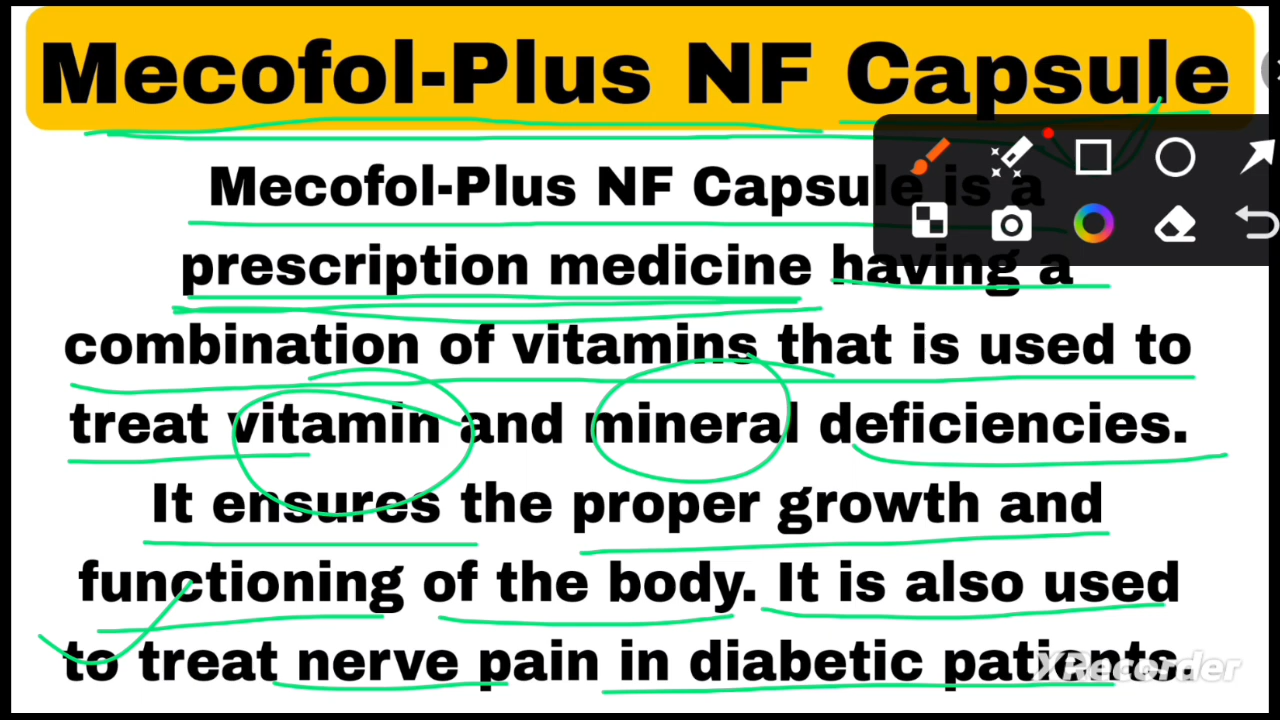 Mecofol-Plus NF Capsule
Mecofol-Plus NF Capsule is a
prescription medicine having a
combination of vitamins that is used to
treat vitamin and mineral deficiencies.
It ensures the proper growth and
functioning of the body. It is also used
to treat nerve pain in diabetic patients.
XRecorder